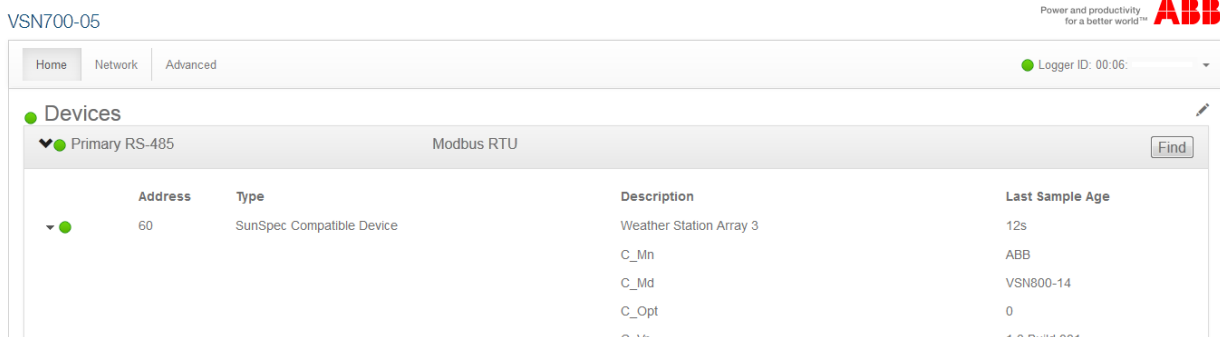 VSN700-05
Power and productivity
for a better world™
ABB
Home Network Advanced Logger ID: 00:06:
Devices
Primary RS-485 Modbus RTU Find
Address Type Description Last Sample Age
60 SunSpec Compatible Device Weather Station Array 3 12s
C_Mn ABB
C_Md VSN800-14
C_Opt 0